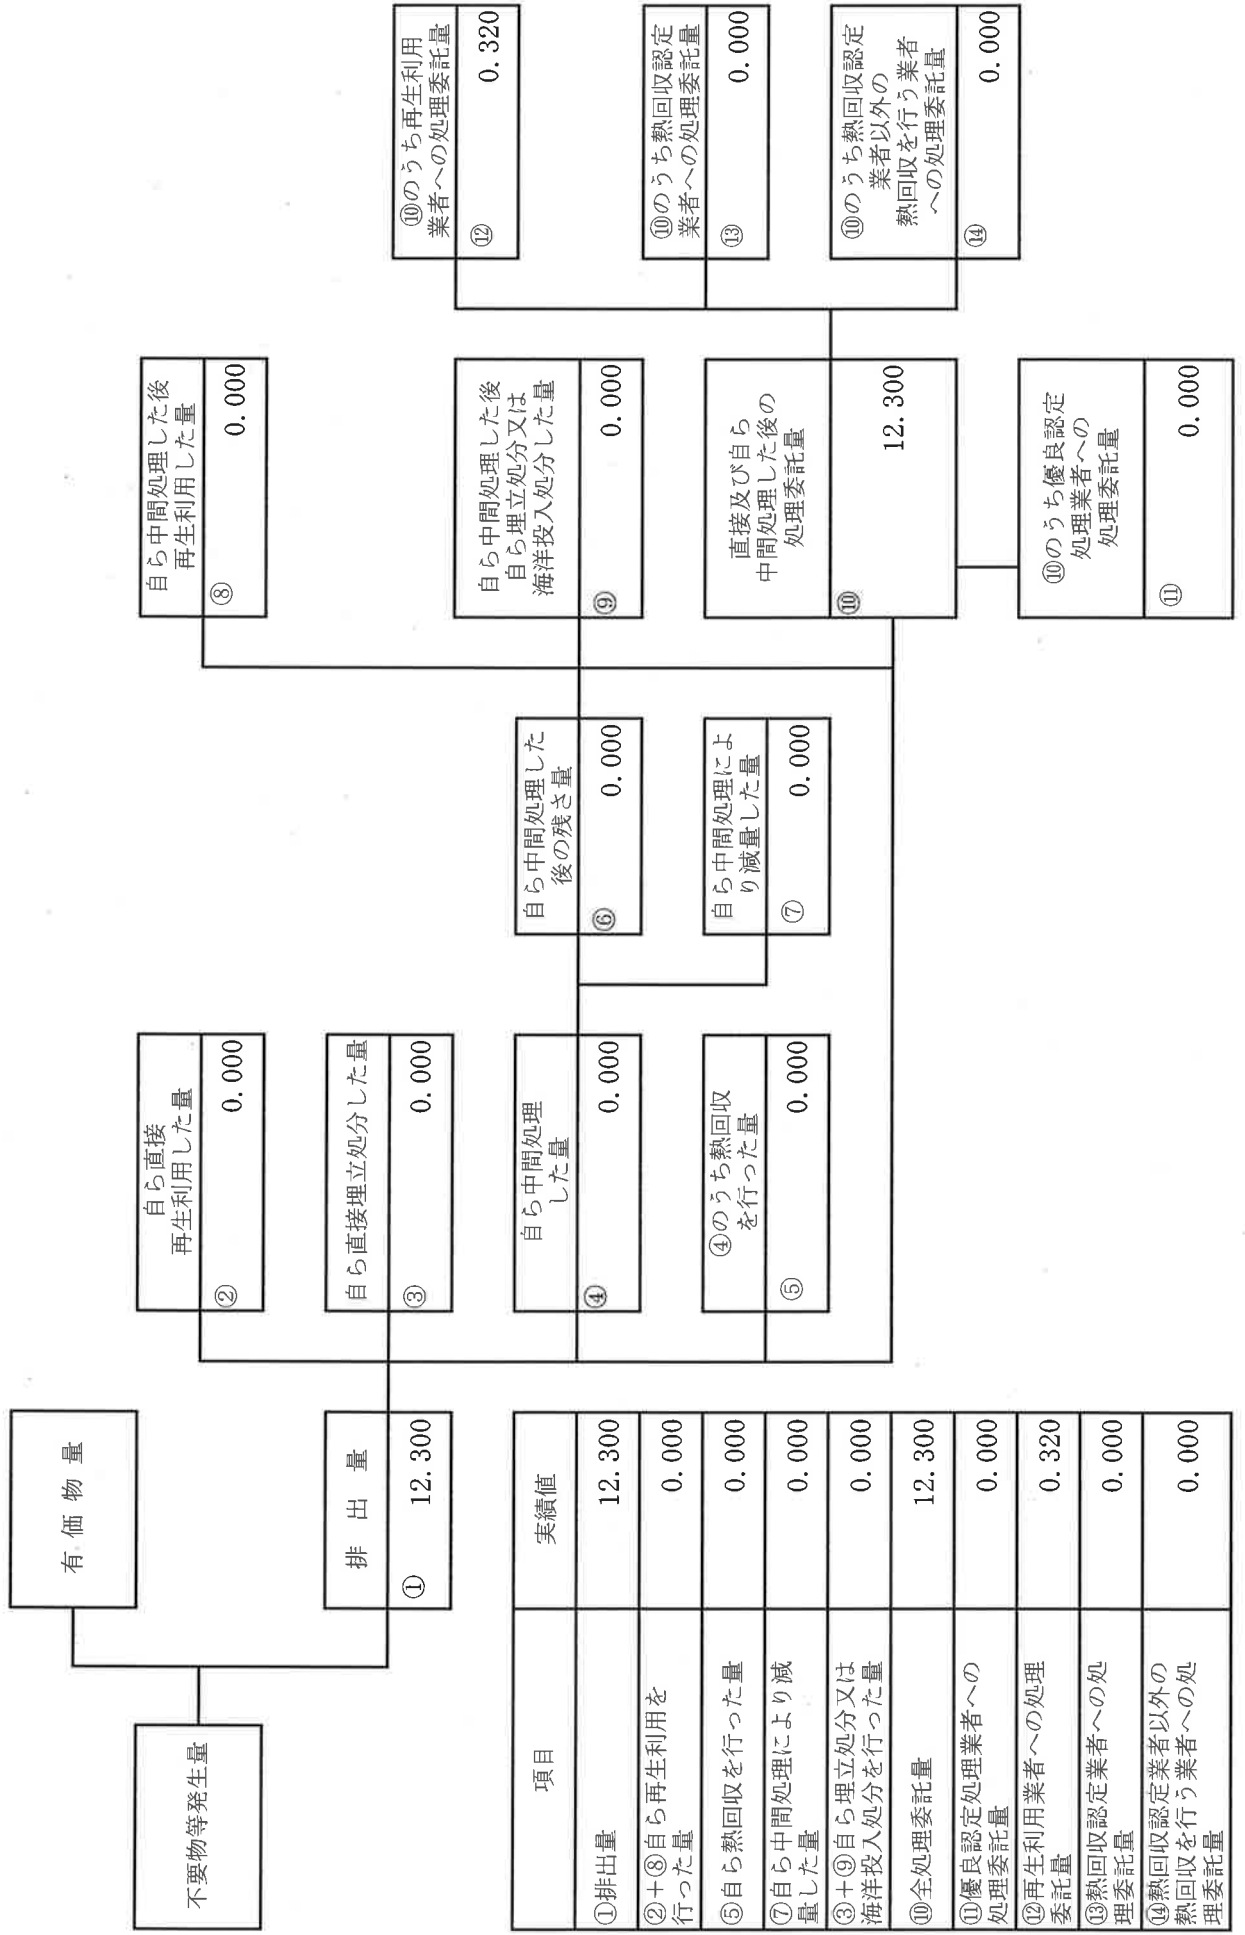 不要物等発生量
有価物量
排出量
① 12.300
自ら直接
再生利用した量
② 0.000
自ら直接埋立処分した量
③ 0.000
自ら中間処理
した量
④ 0.000
④のうち熱回収
を行った量
⑤ 0.000
自ら中間処理した
後の残さ量
⑥ 0.000
自ら中間処理によ
り減量した量
⑦ 0.000
自ら中間処理した後
再生利用した量
⑧ 0.000
自ら中間処理した後
自ら埋立処分又は
海洋投入処分した量
⑨ 0.000
直接及び自ら
中間処理した後の
処理委託量
⑩ 12.300
⑩のうち優良認定
処理業者への
処理委託量
⑪ 0.000
⑩のうち再生利用
業者への処理委託量
⑫ 0.320
⑩のうち熱回収認定
業者への処理委託量
⑬ 0.000
⑩のうち熱回収認定
業者以外の
熱回収を行う業者
への処理委託量
⑭ 0.000
項目 実績値
①排出量 12.300
②+⑧自ら再生利用を
行った量 0.000
⑤自ら熱回収を行った量 0.000
⑦自ら中間処理により減
量した量 0.000
③+⑨自ら埋立処分又は
海洋投入処分を行った量 0.000
⑩全処理委託量 12.300
⑪優良認定処理業者への
処理委託量 0.000
⑫再生利用業者への処理
委託量 0.320
⑬熱回収認定業者への処
理委託量 0.000
⑭熱回収認定業者以外の
熱回収を行う業者への処
理委託量 0.000